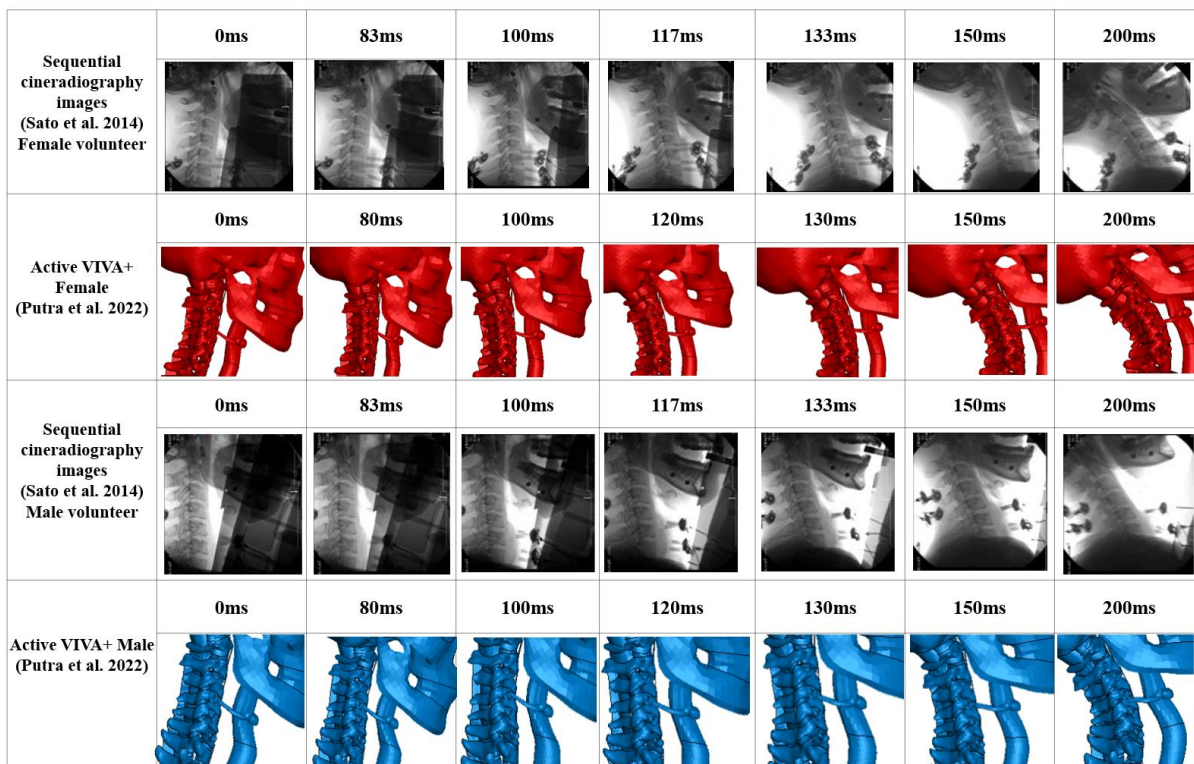 0ms 83ms 100ms 117ms 133ms 150ms 200ms
Sequential
cineradiography
images
(Sato et al. 2014)
Female volunteer
0ms 80ms 100ms 120ms 130ms 150ms 200ms
Active VIVA+
Female
(Putra et al. 2022)
0ms 83ms 100ms 117ms 133ms 150ms 200ms
Sequential
cineradiography
images
(Sato et al. 2014)
Male volunteer
0ms 80ms 100ms 120ms 130ms 150ms 200ms
Active VIVA+ Male
(Putra et al. 2022)